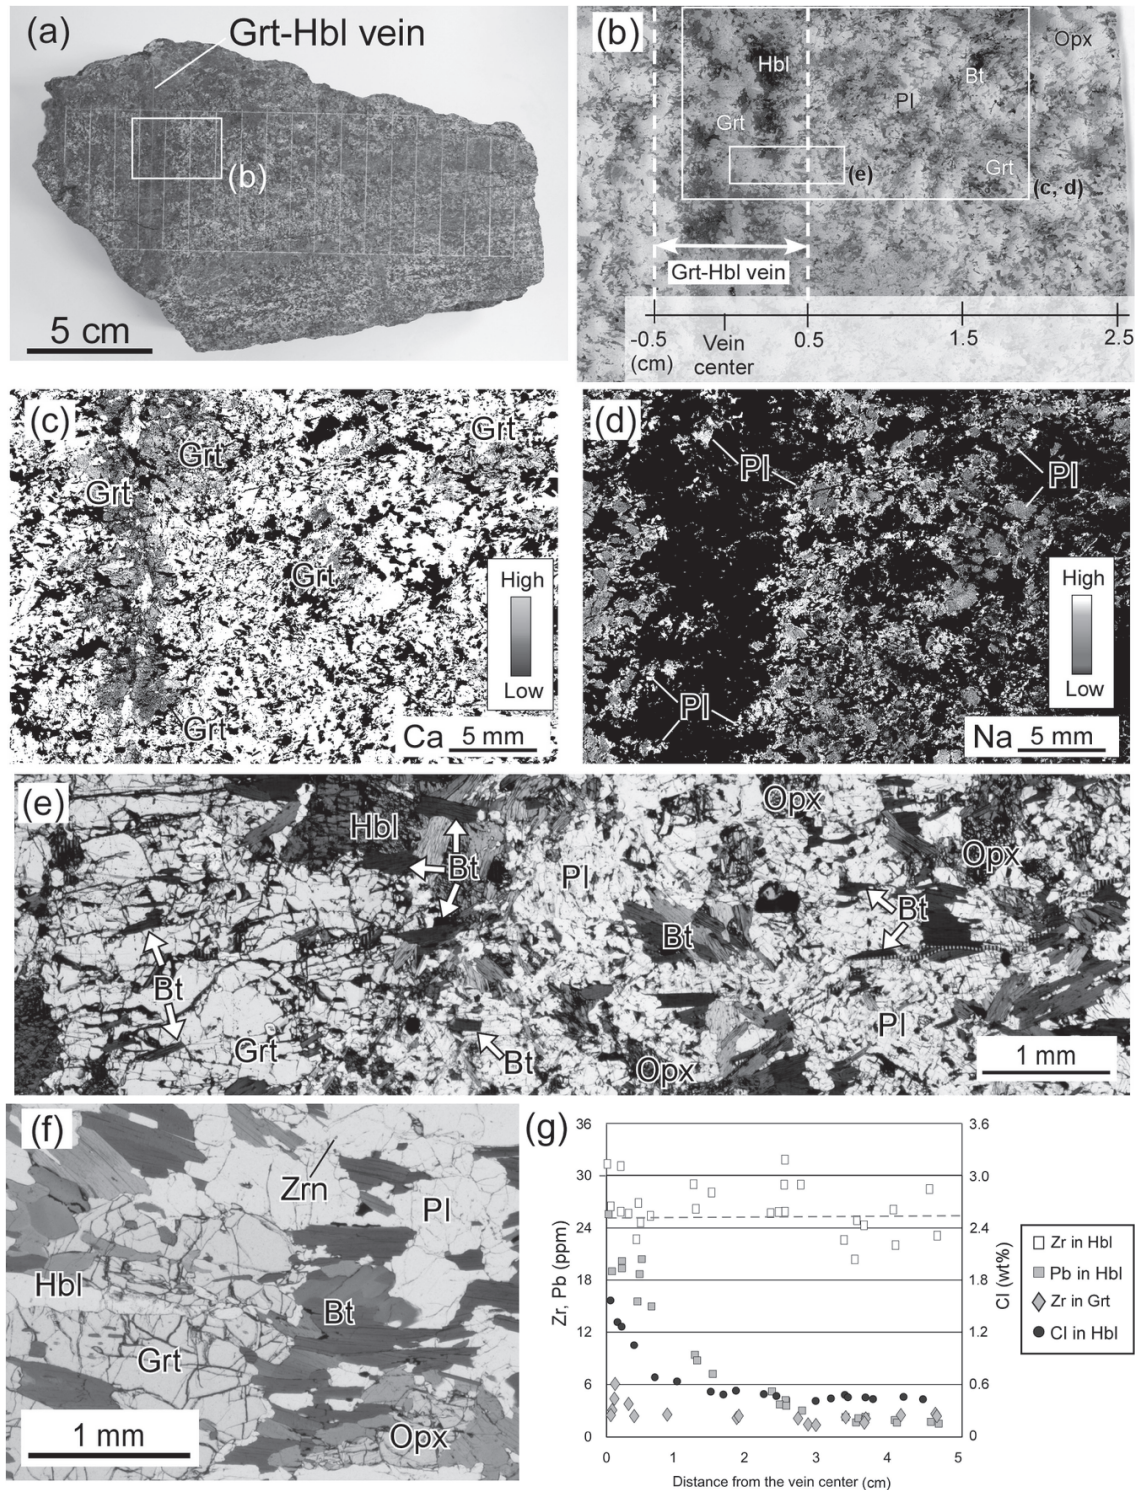 (a)
Grt-Hbl vein
(b)
5 cm
(b)
Hbl
Opx
Bt
Pl
Grt
Grt
(e)
(c, d)
Grt-Hbl vein
-0.5
(cm)
Vein
center
0.5
1.5
2.5
(c)
Grt
Grt
Grt
Grt
Grt
High
Low
Ca 5 mm
(d)
Pl
Pl
Pl
High
Low
Na 5 mm
(e)
Hbl
Bt
Pl
Opx
Opx
Bt
Bt
Bt
Grt
Bt
Opx
Pl
1 mm
(f)
Zrn
Pl
Hbl
Bt
Grt
1 mm
Opx
(g)
36
30
24
18
12
6
0
Zr, Pb (ppm)
3.6
3.0
2.4
1.8
1.2
0.6
0
Cl (wt%)
0 1 2 3 4 5
Distance from the vein center (cm)
Zr in Hbl
Pb in Hbl
Zr in Grt
Cl in Hbl